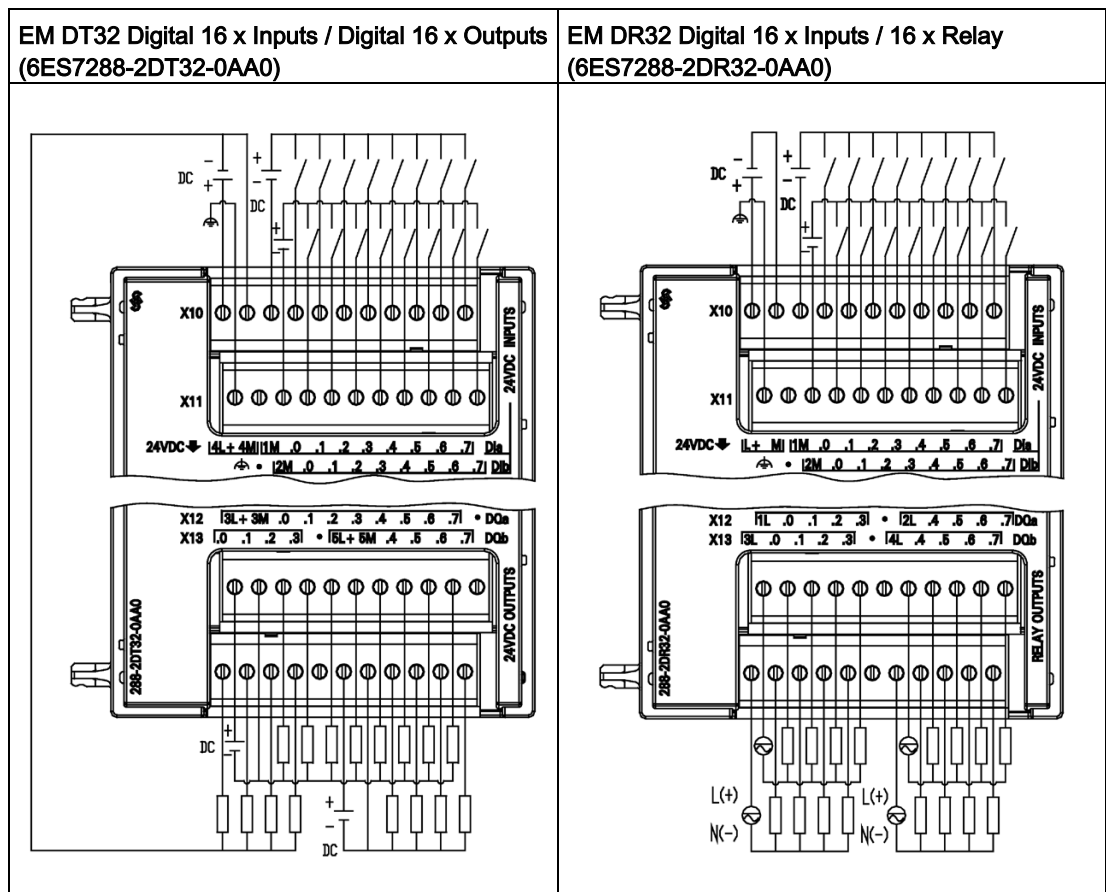 EM DT32 Digital 16 x Inputs / Digital 16 x Outputs
(6ES7288-2DT32-0AA0)
EM DR32 Digital 16 x Inputs / 16 x Relay
(6ES7288-2DR32-0AA0)
- +
DC
+ -
DC
+
-
X10
X11
24VDC INPUTS
24VDC 4L+ 4M 1M .0 .1 .2 .3 .4 .5 .6 .7 DIa
• 2M .0 .1 .2 .3 .4 .5 .6 .7 DIb
X12 3L+ 3M .0 .1 .2 .3 .4 .5 .6 .7 • DQa
X13 .0 .1 .2 .3 • 5L+ 5M .4 .5 .6 .7 DQb
288-2DT32-0AA0
24VDC OUTPUTS
+
DC
-
+
-
DC
- +
DC
+ -
DC
+
-
X10
X11
24VDC INPUTS
24VDC L+ M 1M .0 .1 .2 .3 .4 .5 .6 .7 DIa
• 2M .0 .1 .2 .3 .4 .5 .6 .7 DIb
X12 1L .0 .1 .2 .3 • 2L .4 .5 .6 .7 DQa
X13 3L .0 .1 .2 .3 • 4L .4 .5 .6 .7 DQb
288-2DR32-0AA0
RELAY OUTPUTS
L(+) L(+)
N(-) N(-)